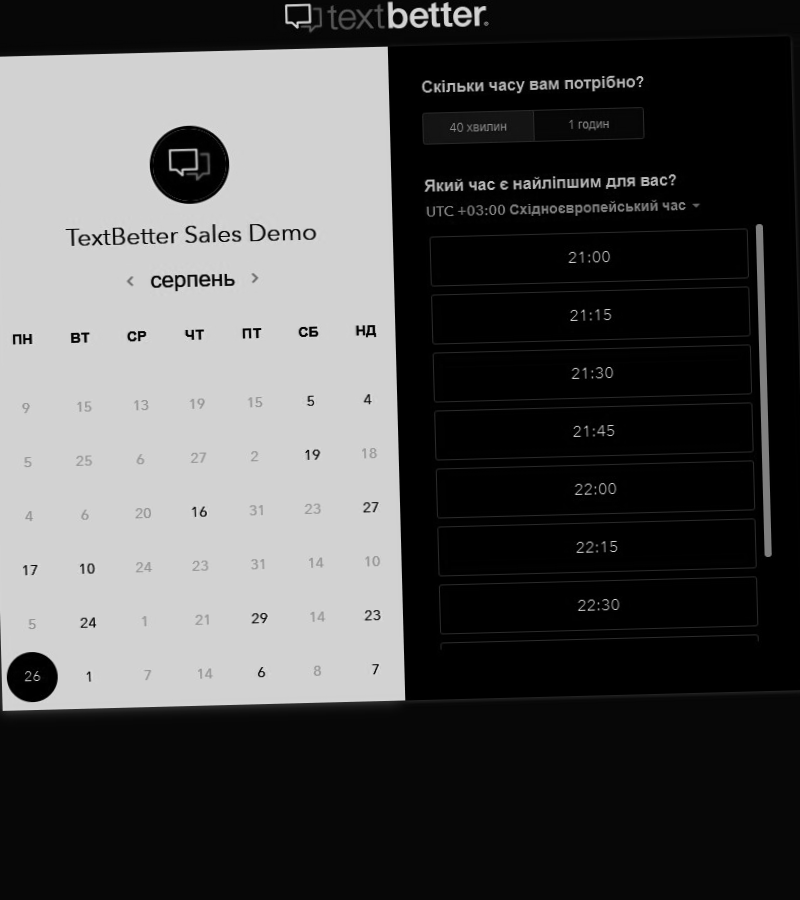 textbetter.
TextBetter Sales Demo
серпень
ПН ВТ СР ЧТ ПТ СБ НД
9 15 13 19 15 5 4
5 25 6 27 2 19 18
4 6 20 16 31 23 27
17 10 24 23 31 14 10
5 24 1 21 29 14 23
26 1 7 14 6 8 7
Скільки часу вам потрібно?
40 хвилин 1 годин
Який час є найліпшим для вас?
UTC +03:00 Східноєвропейський час
21:00
21:15
21:30
21:45
22:00
22:15
22:30